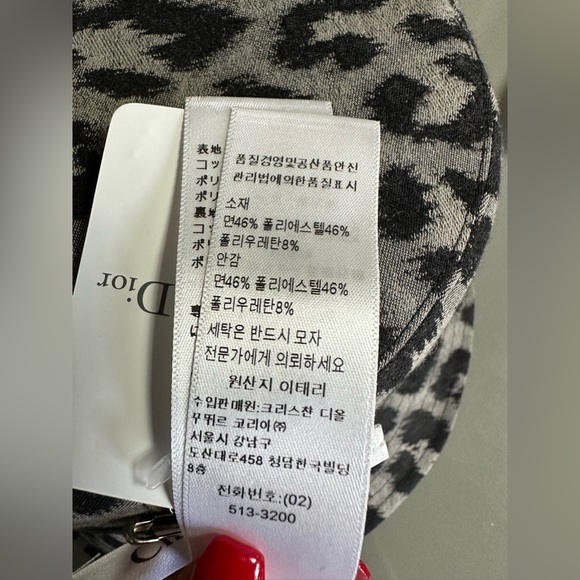 품질경영및공산품안전
관리법에의한품질표시
소재
면46% 폴리에스텔46%
폴리우레탄8%
안감
면46% 폴리에스텔46%
폴리우레탄8%
세탁은 반드시 모자
전문가에게 의뢰하세요
원산지 이태리
수입판매원:크리스챤 디올
꾸뛰르 코리아㈜
서울시 강남구
도산대로458 청담한국빌딩
8층
전화번호:(02)
513-3200
表地
コッ
ポリ
ポリ
裏地
コッ
ポリ
ポ
Dior